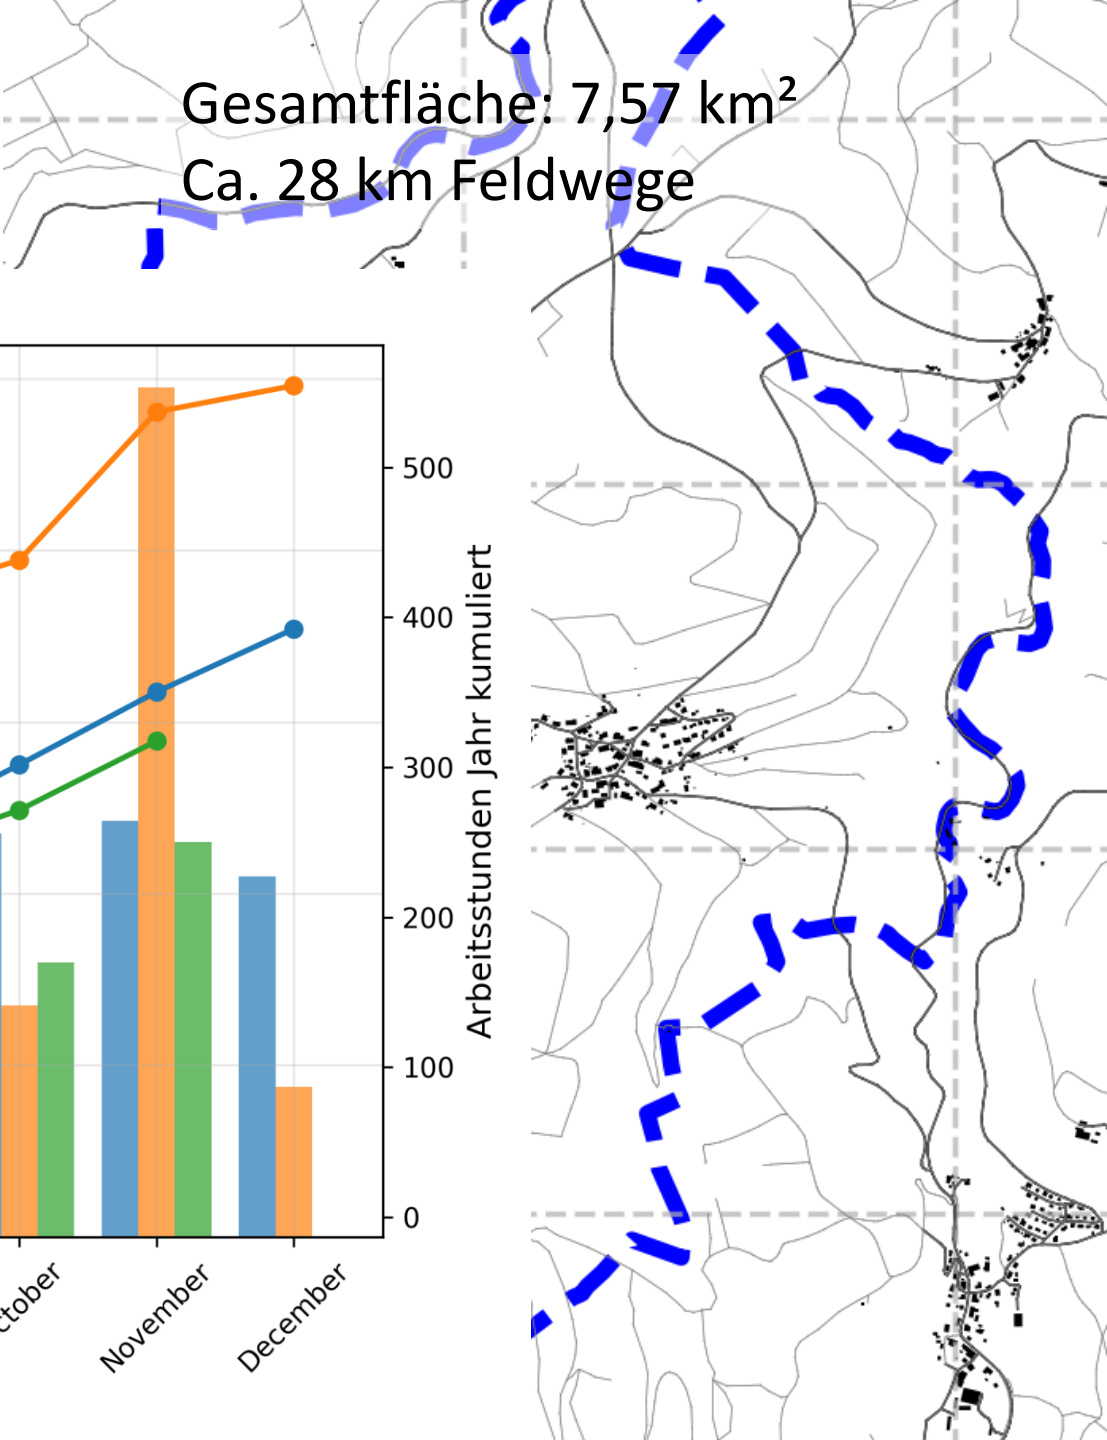 Gesamtfläche: 7,57 km²
Ca. 28 km Feldwege
500
400
300
200
100
0
Arbeitsstunden Jahr kumuliert
ctober
November
December